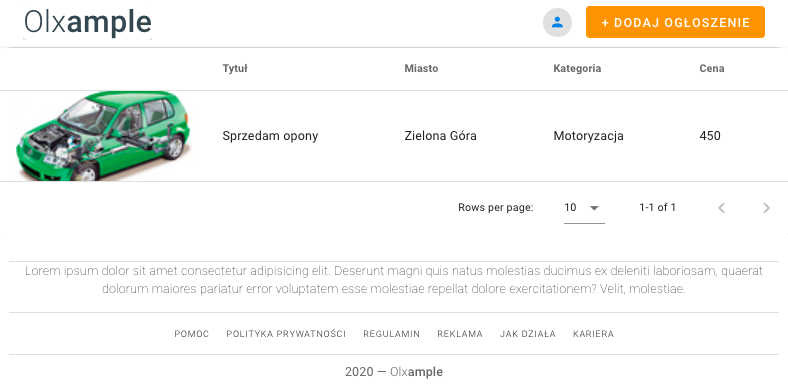 Olxample
+ DODAJ OGŁOSZENIE
Tytuł Miasto Kategoria Cena
Sprzedam opony Zielona Góra Motoryzacja 450
Rows per page: 10 1-1 of 1
Lorem ipsum dolor sit amet consectetur adipisicing elit. Deserunt magni quis natus molestias ducimus ex deleniti laboriosam, quaerat
dolorum maiores pariatur error voluptatem esse molestiae repellat dolore exercitationem? Velit, molestiae.
POMOC POLITYKA PRYWATNOŚCI REGULAMIN REKLAMA JAK DZIAŁA KARIERA
2020 — Olxample